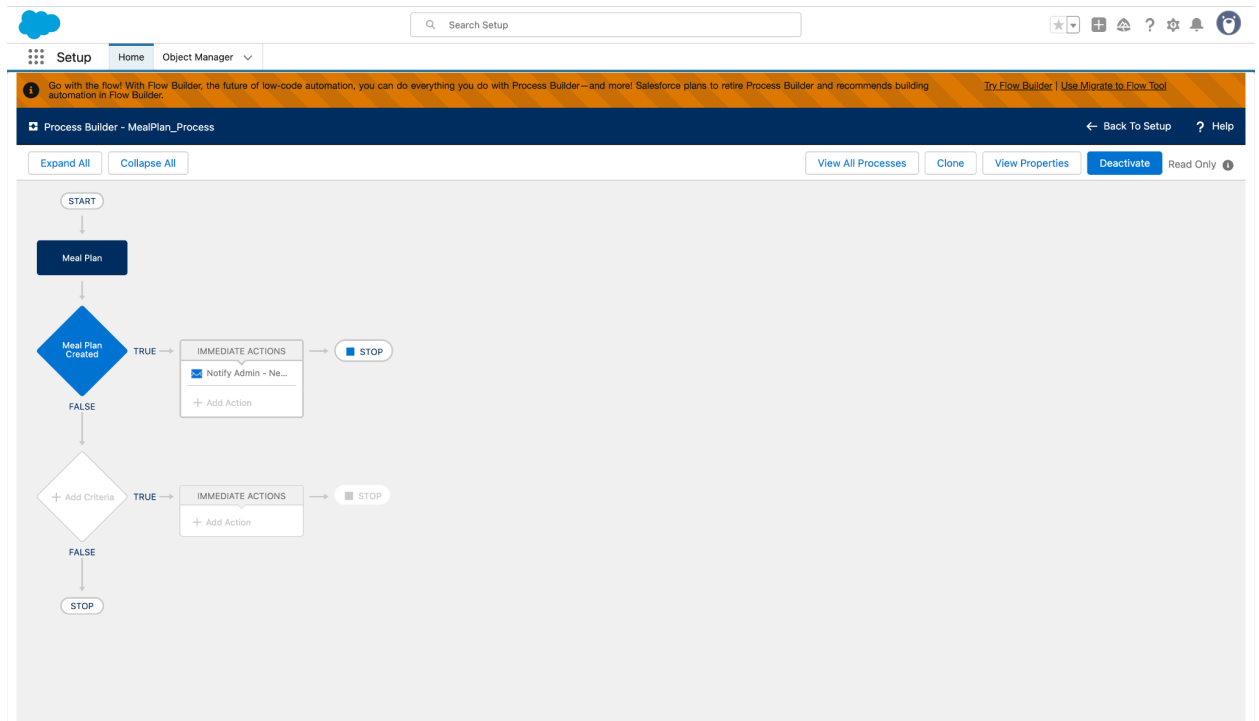 Search Setup
Setup
Home
Object Manager
Go with the flow! With Flow Builder, the future of low-code automation, you can do everything you do with Process Builder—and more! Salesforce plans to retire Process Builder and recommends building
automation in Flow Builder.
Try Flow Builder | Use Migrate to Flow Tool
Process Builder - MealPlan_Process
Back To Setup
? Help
Expand All
Collapse All
View All Processes
Clone
View Properties
Deactivate
Read Only
START
Meal Plan
Meal Plan
Created
TRUE
IMMEDIATE ACTIONS
STOP
Notify Admin - Ne...
+ Add Action
FALSE
+ Add Criteria
TRUE
IMMEDIATE ACTIONS
STOP
+ Add Action
FALSE
STOP